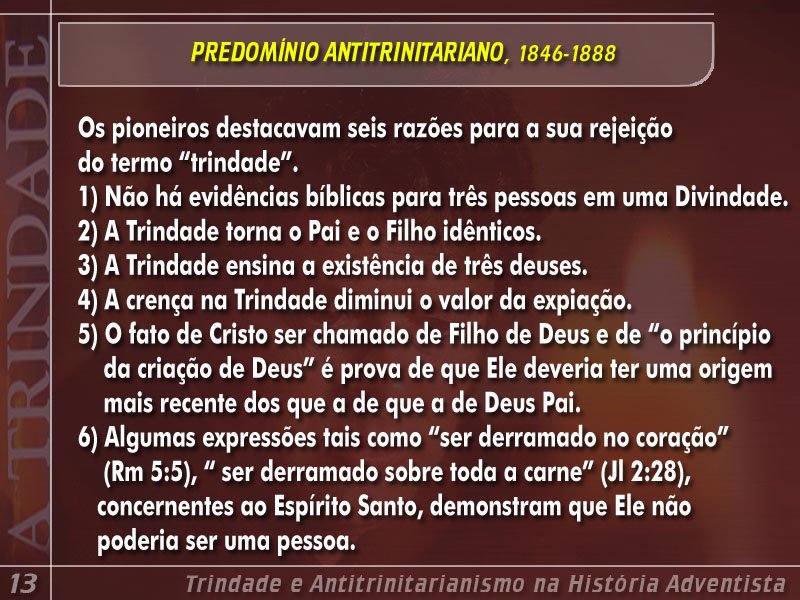 PREDOMÍNIO ANTITRINITARIANO, 1846-1888
Os pioneiros destacavam seis razões para a sua rejeição
do termo “trindade”.
1) Não há evidências bíblicas para três pessoas em uma Divindade.
2) A Trindade torna o Pai e o Filho idênticos.
3) A Trindade ensina a existência de três deuses.
4) A crença na Trindade diminui o valor da expiação.
5) O fato de Cristo ser chamado de Filho de Deus e de “o princípio
da criação de Deus” é prova de que Ele deveria ter uma origem
mais recente dos que a de que a de Deus Pai.
6) Algumas expressões tais como “ser derramado no coração”
(Rm 5:5), “ ser derramado sobre toda a carne” (Jl 2:28),
concernentes ao Espírito Santo, demonstram que Ele não
poderia ser uma pessoa.
A TRINDADE
13
Trindade e Antitrinitarianismo na História Adventista